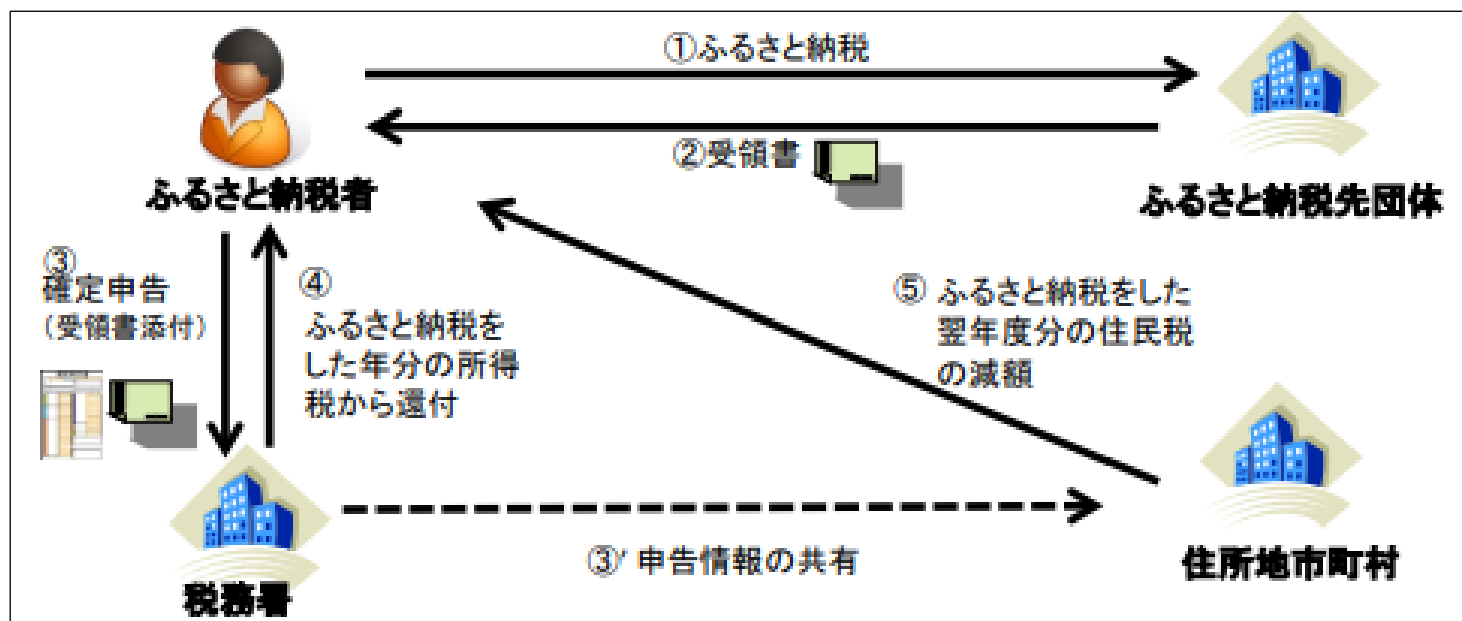 ①ふるさと納税
②受領書
ふるさと納税者
ふるさと納税先団体
③
確定申告
（受領書添付）
④
ふるさと納税を
した年分の所得
税から還付
⑤ ふるさと納税をした
翌年度分の住民税
の減額
③’ 申告情報の共有
税務署
住所地市町村